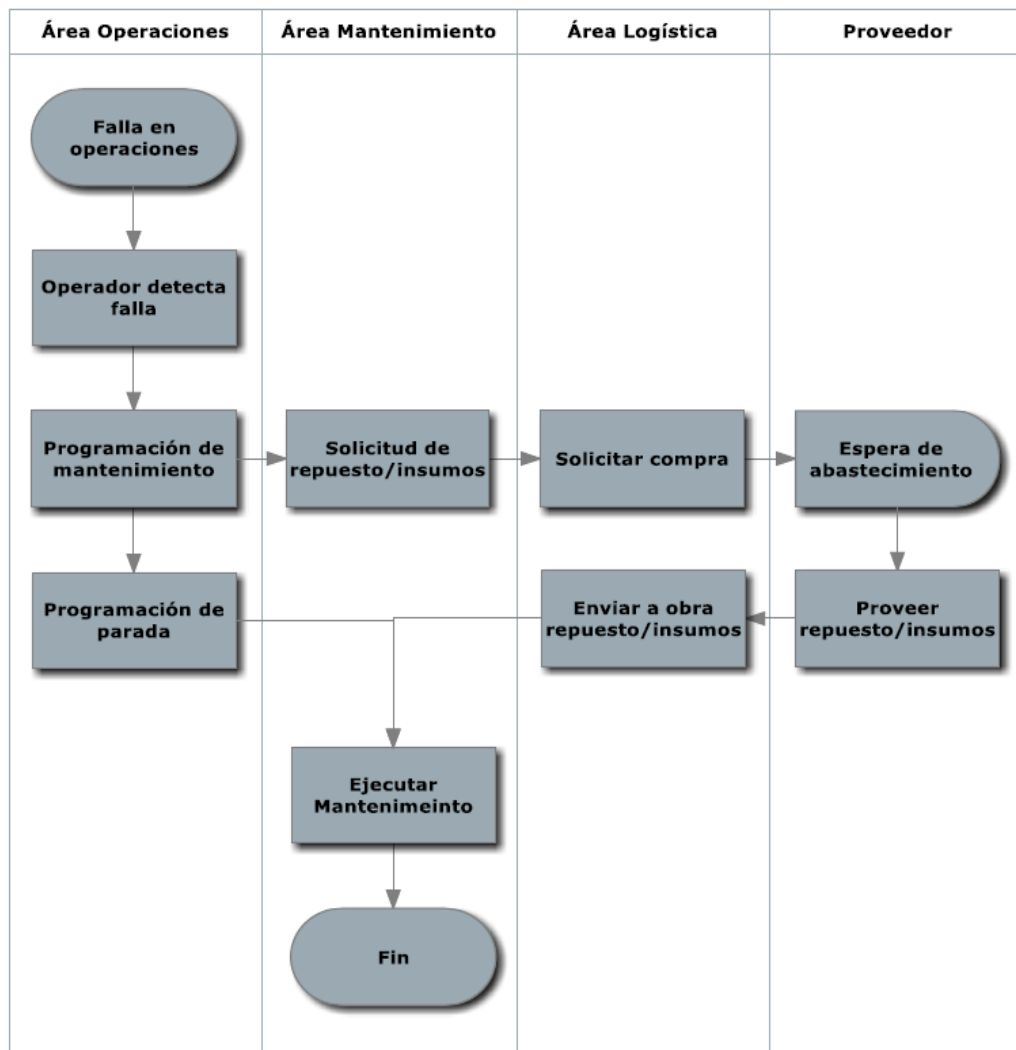 Área Operaciones
Área Mantenimiento
Área Logística
Proveedor
Falla en
operaciones
Operador detecta
falla
Programación de
mantenimiento
Solicitud de
repuesto/insumos
Solicitar compra
Espera de
abastecimiento
Programación de
parada
Enviar a obra
repuesto/insumos
Proveer
repuesto/insumos
Ejecutar
Mantenimeinto
Fin